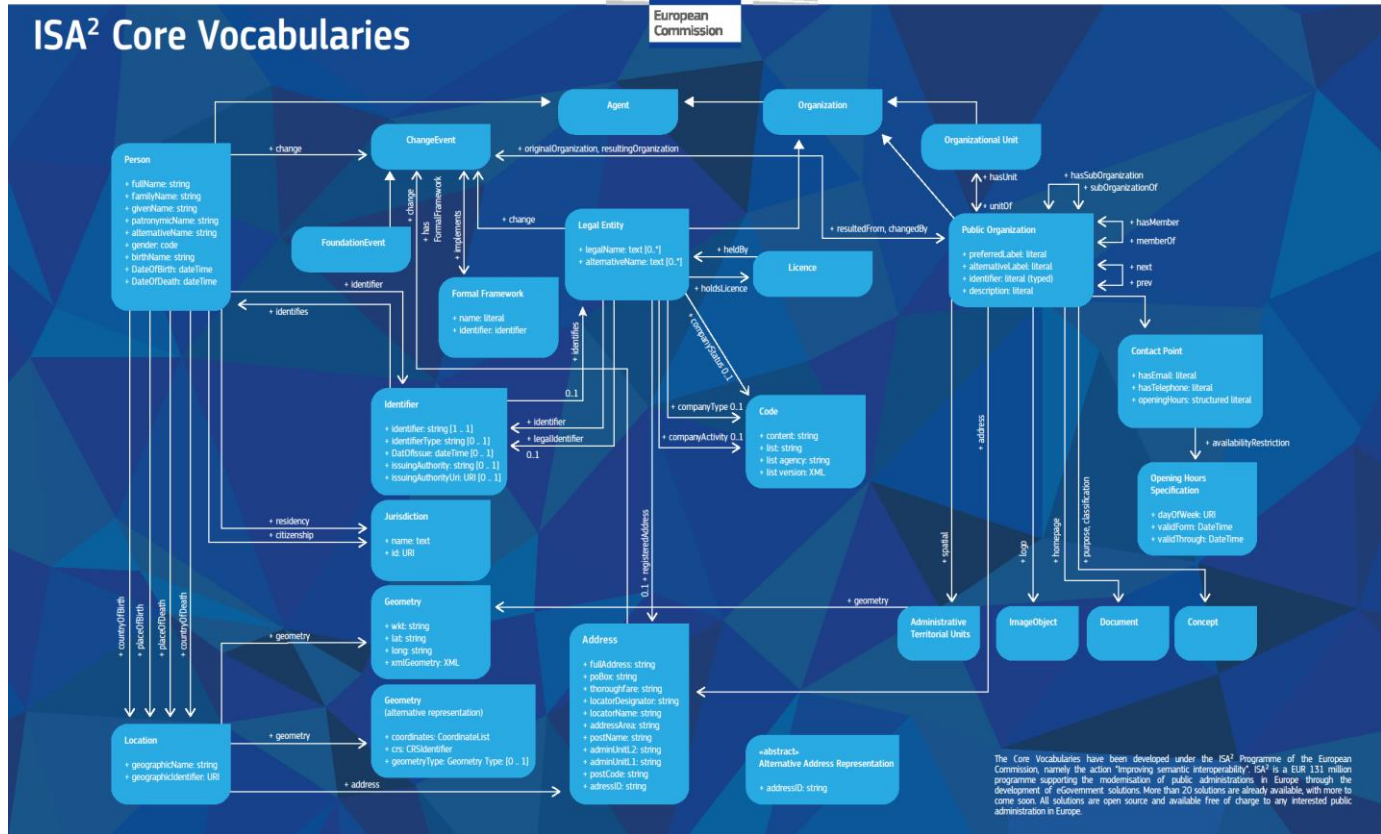 ISA² Core Vocabularies
European
Commission
Agent
Organization
ChangeEvent
Organizational Unit
Person
+ fullName: string
+ familyName: string
+ givenName: string
+ patronymicName: string
+ alternativeName: string
+ gender: code
+ birthName: string
+ DateOfBirth: dateTime
+ DateOfDeath: dateTime
+ change
+ originalOrganization, resultingOrganization
+ hasUnit
+ unitOf
+ hasSubOrganization
+ subOrganizationOf
+ change
+ has
FormalFramework
+ implements
+ change
FoundationEvent
Legal Entity
+ legalName: text [0..*]
+ alternativeName: text [0..*]
+ resultedFrom, changedBy
+ heldBy
Licence
+ holdsLicence
Public Organization
+ preferredLabel: literal
+ alternativeLabel: literal
+ identifier: literal (typed)
+ description: literal
+ hasMember
+ memberOf
+ next
+ prev
+ identifier
+ identifies
Formal Framework
+ name: literal
+ identifier: identifier
+ identifies
0..1
+ companyStatus 0..1
Contact Point
+ hasEmail: literal
+ hasTelephone: literal
+ openingHours: structured literal
Identifier
+ identifier: string [1 .. 1]
+ identifierType: string [0 .. 1]
+ DatOfIssue: dateTime [0 .. 1]
+ issuingAuthority: string [0 .. 1]
+ issuingAuthorityUri: URI [0 .. 1]
+ identifier
+ legalIdentifier
0..1
+ companyType 0..1
+ companyActivity 0..1
Code
+ content: string
+ list: string
+ list agency: string
+ list version: XML
+ address
+ availabilityRestriction
Opening Hours
Specification
+ dayOfWeek: URI
+ validForm: DateTime
+ validThrough: DateTime
+ residency
+ citizenship
Jurisdiction
+ name: text
+ id: URI
0..1 + registeredAddress
+ spatial
+ logo
+ homepage
+ purpose, classification
+ countryOfBirth
+ placeOfBirth
+ placeOfDeath
+ countryOfDeath
+ geometry
Geometry
+ wkt: string
+ lat: string
+ long: string
+ xmlGeometry: XML
+ geometry
Administrative
Territorial Units
ImageObject
Document
Concept
Address
+ fullAddress: string
+ poBox: string
+ thoroughfare: string
+ locatorDesignator: string
+ locatorName: string
+ addressArea: string
+ postName: string
+ adminUnitL2: string
+ adminUnitL1: string
+ postCode: string
+ adressID: string
Geometry
(alternative representation)
+ coordinates: CoordinateList
+ crs: CRSIdentifier
+ geometryType: Geometry Type: [0 .. 1]
Location
+ geographicName: string
+ geographicIdentifier: URI
+ geometry
+ address
«abstract»
Alternative Address Representation
+ addressID: string
The Core Vocabularies have been developed under the ISA² Programme of the European
Commission, namely the action "Improving semantic interoperability". ISA² is a EUR 131 million
programme supporting the modernisation of public administrations in Europe through the
development of eGovernment solutions. More than 20 solutions are already available, with more to
come soon. All solutions are open source and available free of charge to any interested public
administration in Europe.